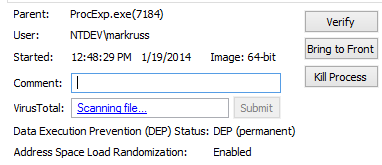 Parent: ProcExp.exe(7184)
Verify
User: NTDEV\markruss
Bring to Front
Started: 12:48:29 PM 1/19/2014 Image: 64-bit
Kill Process
Comment:
VirusTotal: Scanning file... Submit
Data Execution Prevention (DEP) Status: DEP (permanent)
Address Space Load Randomization: Enabled